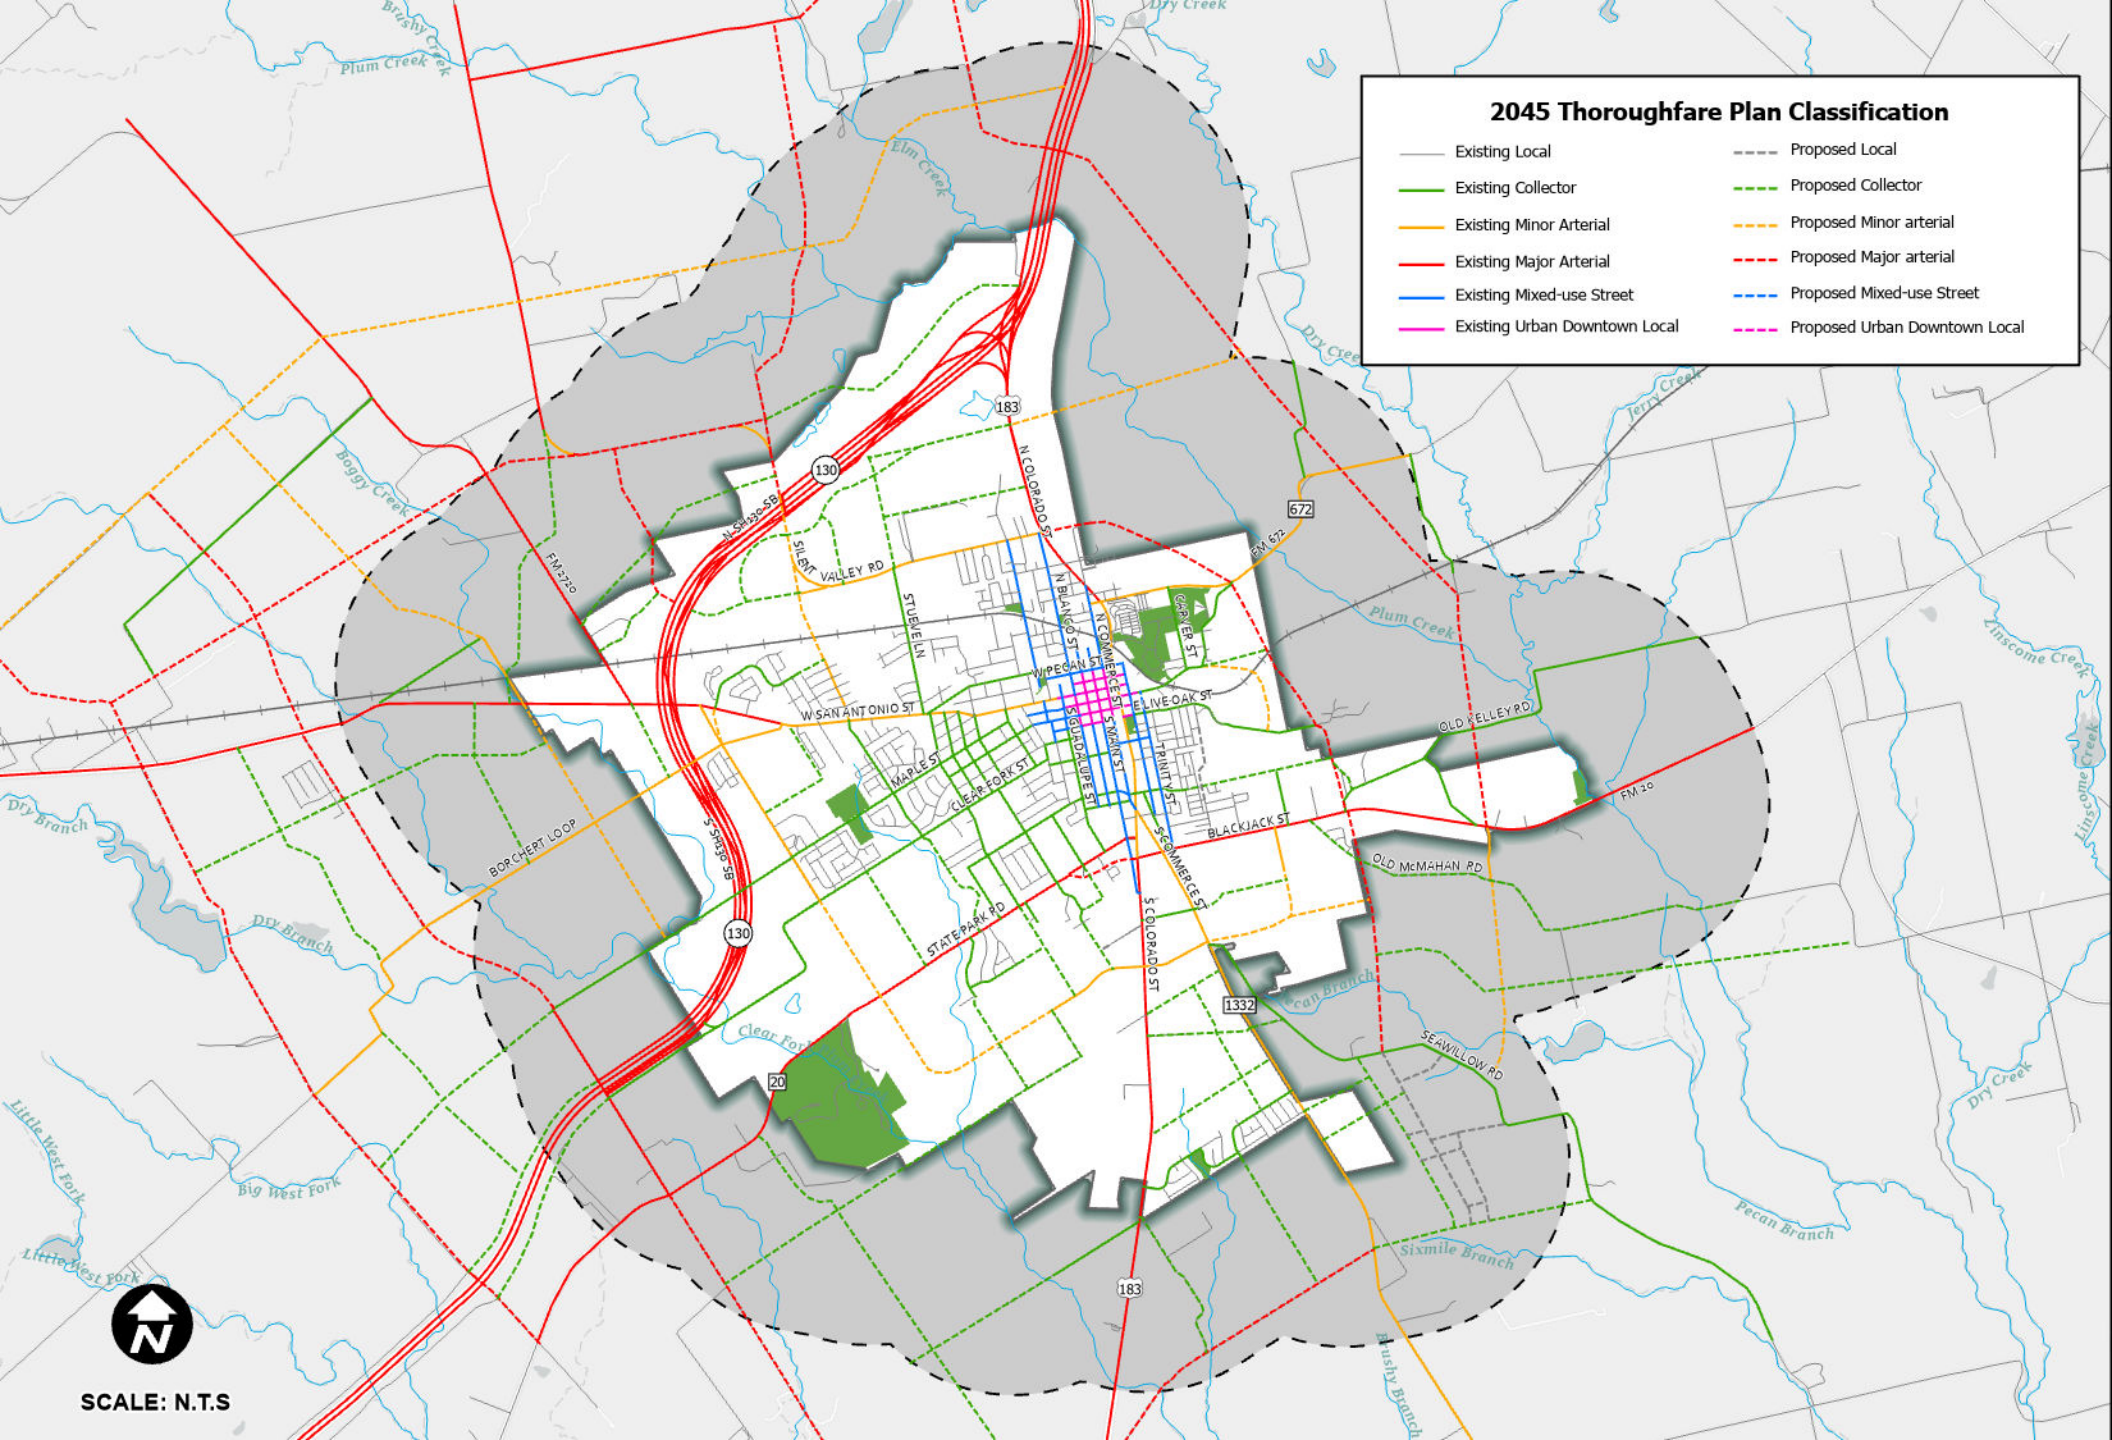 Dry Creek
Brushy Creek
Plum Creek
2045 Thoroughfare Plan Classification
Existing Local
Proposed Local
Existing Collector
Proposed Collector
Existing Minor Arterial
Proposed Minor arterial
Existing Major Arterial
Proposed Major arterial
Existing Mixed-use Street
Proposed Mixed-use Street
Existing Urban Downtown Local
Proposed Urban Downtown Local
Elm Creek
Dry Creek
Jerry Creek
183
Boggy Creek
130
N COLORADO ST
N SH 130 SB
672
FM 672
SILENT
VALLEY RD
FM 2720
STUEVE LN
N BLANCO ST
N COMMERCE ST
CARVER ST
Plum Creek
Linscome Creek
W PECAN ST
W SAN ANTONIO ST
E LIVE OAK ST
S GUADALUPE ST
S MAIN ST
TRINITY ST
OLD KELLEY RD
Linscome Creek
MAPLE ST
CLEAR FORK ST
FM 20
Dry Branch
BORCHERT LOOP
S SH130 SB
BLACKJACK ST
S COMMERCE ST
OLD McMAHAN RD
Dry Branch
130
STATE PARK RD
S COLORADO ST
Pecan Branch
1332
Clear Fork
SEAWILLOW RD
20
Dry Creek
Little West Fork
Big West Fork
Pecan Branch
Little West Fork
Sixmile Branch
183
N
Brushy Branch
SCALE: N.T.S